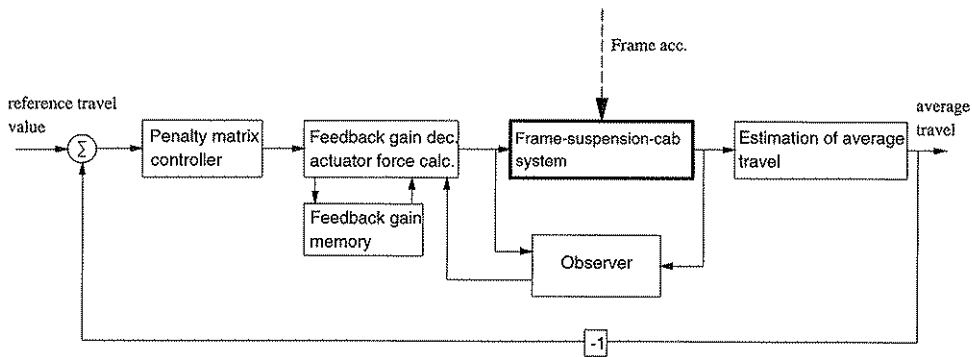 Frame acc.
reference travel
value
Σ
Penalty matrix
controller
Feedback gain dec.
actuator force calc.
Feedback gain
memory
Frame-suspension-cab
system
Observer
Estimation of average
travel
average
travel
-1